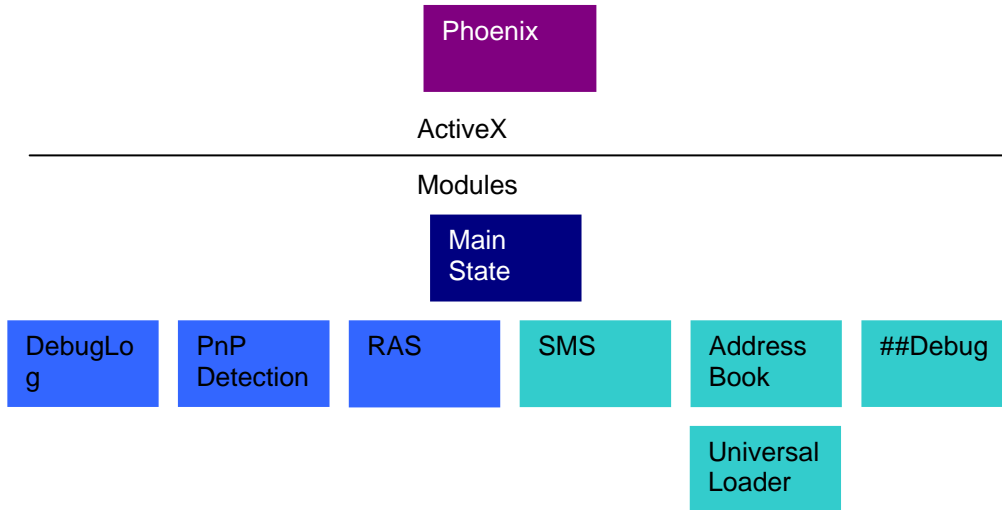 Phoenix
ActiveX
Modules
Main
State
DebugLo
g
PnP
Detection
RAS
SMS
Address
Book
##Debug
Universal
Loader